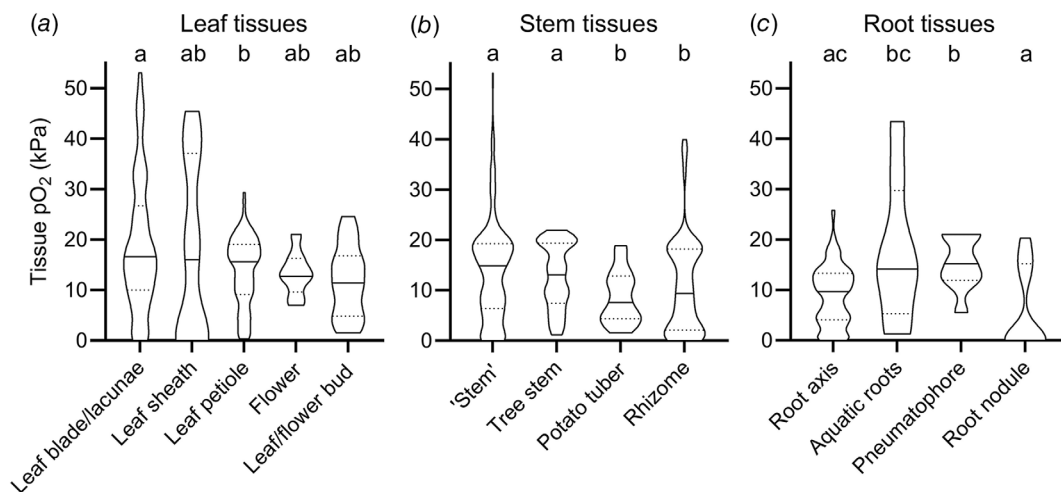 (a) Leaf tissues
a ab b ab ab
Tissue pO₂ (kPa)
50
40
30
20
10
0
Leaf blade/lacunae
Leaf sheath
Leaf petiole
Flower
Leaf/flower bud
(b) Stem tissues
a a b b
50
40
30
20
10
0
'Stem'
Tree stem
Potato tuber
Rhizome
(c) Root tissues
ac bc b a
50
40
30
20
10
0
Root axis
Aquatic roots
Pneumatophore
Root nodule